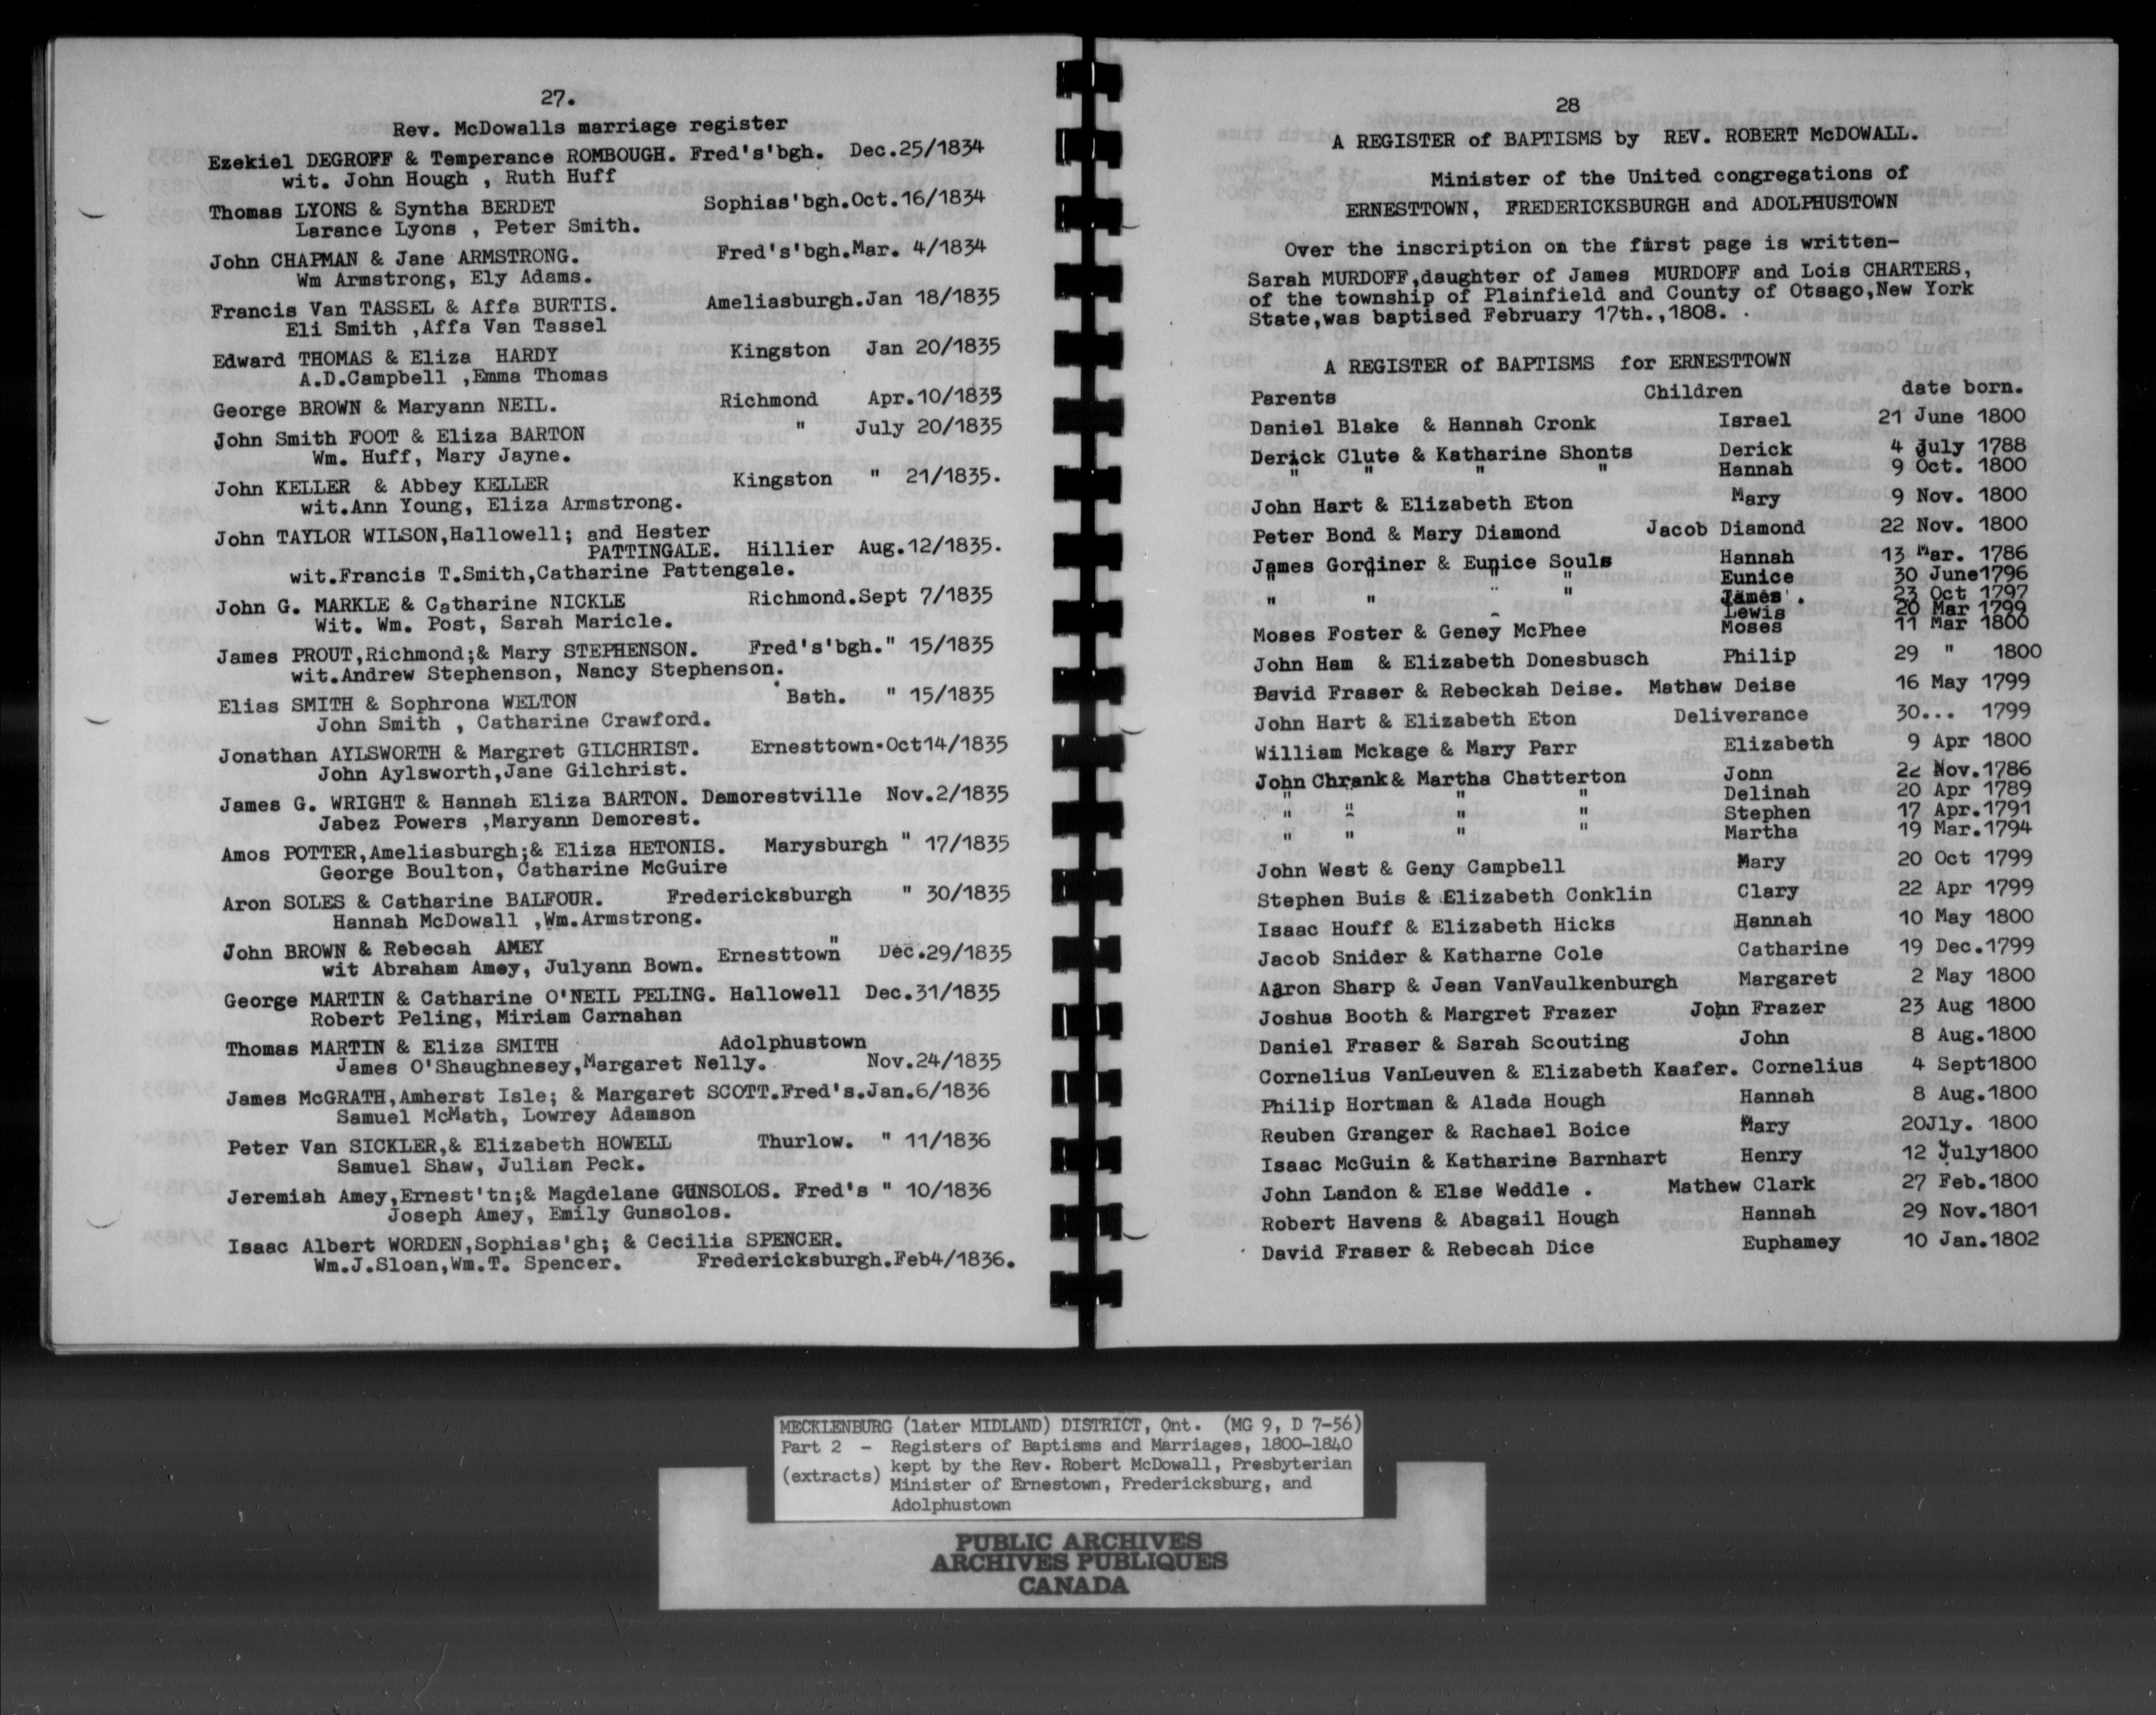 27.
Rev. McDowalls marriage register
Ezekiel DEGROFF & Temperance ROMBOUGH. Fred's'bgh. Dec.25/1834
wit. John Hough , Ruth Huff
Thomas LYONS & Syntha BERDET Sophias'bgh.Oct.16/1834
Larance Lyons , Peter Smith.
John CHAPMAN & Jane ARMSTRONG. Fred's'bgh.Mar. 4/1834
Wm Armstrong, Ely Adams.
Francis Van TASSEL & Affa BURTIS. Ameliasburgh.Jan 18/1835
Eli Smith ,Affa Van Tassel
Edward THOMAS & Eliza HARDY Kingston Jan 20/1835
A.D.Campbell ,Emma Thomas
George BROWN & Maryann NEIL. Richmond Apr.10/1835
John Smith FOOT & Eliza BARTON " July 20/1835
Wm. Huff, Mary Jayne.
John KELLER & Abbey KELLER Kingston " 21/1835.
wit.Ann Young, Eliza Armstrong.
John TAYLOR WILSON,Hallowell; and Hester
PATTINGALE. Hillier Aug.12/1835.
wit.Francis T.Smith,Catharine Pattengale.
John G. MARKLE & Catharine NICKLE Richmond.Sept 7/1835
Wit. Wm. Post, Sarah Maricle.
James PROUT,Richmond;& Mary STEPHENSON. Fred's'bgh." 15/1835
wit.Andrew Stephenson, Nancy Stephenson.
Elias SMITH & Sophrona WELTON Bath. " 15/1835
John Smith , Catharine Crawford.
Jonathan AYLSWORTH & Margret GILCHRIST. Ernesttown.Oct14/1835
John Aylsworth,Jane Gilchrist.
James G. WRIGHT & Hannah Eliza BARTON. Demorestville Nov.2/1835
Jabez Powers ,Maryann Demorest.
Amos POTTER,Ameliasburgh;& Eliza HETONIS. Marysburgh " 17/1835
George Boulton, Catharine McGuire
Aron SOLES & Catharine BALFOUR. Fredericksburgh " 30/1835
Hannah McDowall ,Wm.Armstrong.
John BROWN & Rebecah AMEY Ernesttown " Dec.29/1835
wit Abraham Amey, Julyann Bown.
George MARTIN & Catharine O'NEIL PELING. Hallowell Dec.31/1835
Robert Peling, Miriam Carnahan
Thomas MARTIN & Eliza SMITH Adolphustown
James O'Shaughnesey,Margaret Nelly. Nov.24/1835
James McGRATH,Amherst Isle; & Margaret SCOTT.Fred's.Jan.6/1836
Samuel McMath, Lowrey Adamson
Peter Van SICKLER,& Elizabeth HOWELL Thurlow. " 11/1836
Samuel Shaw, Julian Peck.
Jeremiah Amey,Ernest'tn;& Magdelane GUNSOLOS. Fred's " 10/1836
Joseph Amey, Emily Gunsolos.
Isaac Albert WORDEN,Sophias'gh; & Cecilia SPENCER.
Wm.J.Sloan,Wm.T. Spencer. Fredericksburgh.Feb4/1836.
28
A REGISTER of BAPTISMS by REV. ROBERT McDOWALL.
Minister of the United congregations of
ERNESTTOWN, FREDERICKSBURGH and ADOLPHUSTOWN
Over the inscription on the first page is written-
Sarah MURDOFF,daughter of James MURDOFF and Lois CHARTERS,
of the township of Plainfield and County of Otsago,New York
State,was baptised February 17th.,1808.
A REGISTER of BAPTISMS for ERNESTTOWN
Parents Children date born.
Daniel Blake & Hannah Cronk Israel 21 June 1800
Derick Clute & Katharine Shonts Derick 4 July 1788
" " " " Hannah 9 Oct. 1800
John Hart & Elizabeth Eton Mary 9 Nov. 1800
Peter Bond & Mary Diamond Jacob Diamond 22 Nov. 1800
James Gordiner & Eunice Souls Hannah 13 Mar. 1786
" " " " Eunice 30 June1796
" " " James . 23 Oct 1797
Lewis 20 Mar 1799
Moses Foster & Geney McPhee Moses 11 Mar 1800
John Ham & Elizabeth Donesbusch Philip 29 " 1800
David Fraser & Rebeckah Deise. Mathew Deise 16 May 1799
John Hart & Elizabeth Eton Deliverance 30... 1799
William Mckage & Mary Parr Elizabeth 9 Apr 1800
John Chrank & Martha Chatterton John 22 Nov.1786
" " " " Delinah 20 Apr 1789
" " " " Stephen 17 Apr.1791
" " " " Martha 19 Mar.1794
John West & Geny Campbell Mary 20 Oct 1799
Stephen Buis & Elizabeth Conklin Clary 22 Apr 1799
Isaac Houff & Elizabeth Hicks Hannah 10 May 1800
Jacob Snider & Katharne Cole Catharine 19 Dec.1799
Aaron Sharp & Jean VanVaulkenburgh Margaret 2 May 1800
Joshua Booth & Margret Frazer John Frazer 23 Aug 1800
Daniel Fraser & Sarah Scouting John 8 Aug.1800
Cornelius VanLeuven & Elizabeth Kaafer. Cornelius 4 Sept1800
Philip Hortman & Alada Hough Hannah 8 Aug.1800
Reuben Granger & Rachael Boice Mary 20Jly. 1800
Isaac McGuin & Katharine Barnhart Henry 12 July1800
John Landon & Else Weddle . Mathew Clark 27 Feb.1800
Robert Havens & Abagail Hough Hannah 29 Nov.1801
David Fraser & Rebecah Dice Euphamey 10 Jan.1802
MECKLENBURG (later MIDLAND) DISTRICT, Ont. (MG 9, D 7-56)
Part 2 - Registers of Baptisms and Marriages, 1800-1840
(extracts) kept by the Rev. Robert McDowall, Presbyterian
Minister of Ernestown, Fredericksburg, and
Adolphustown
PUBLIC ARCHIVES
ARCHIVES PUBLIQUES
CANADA